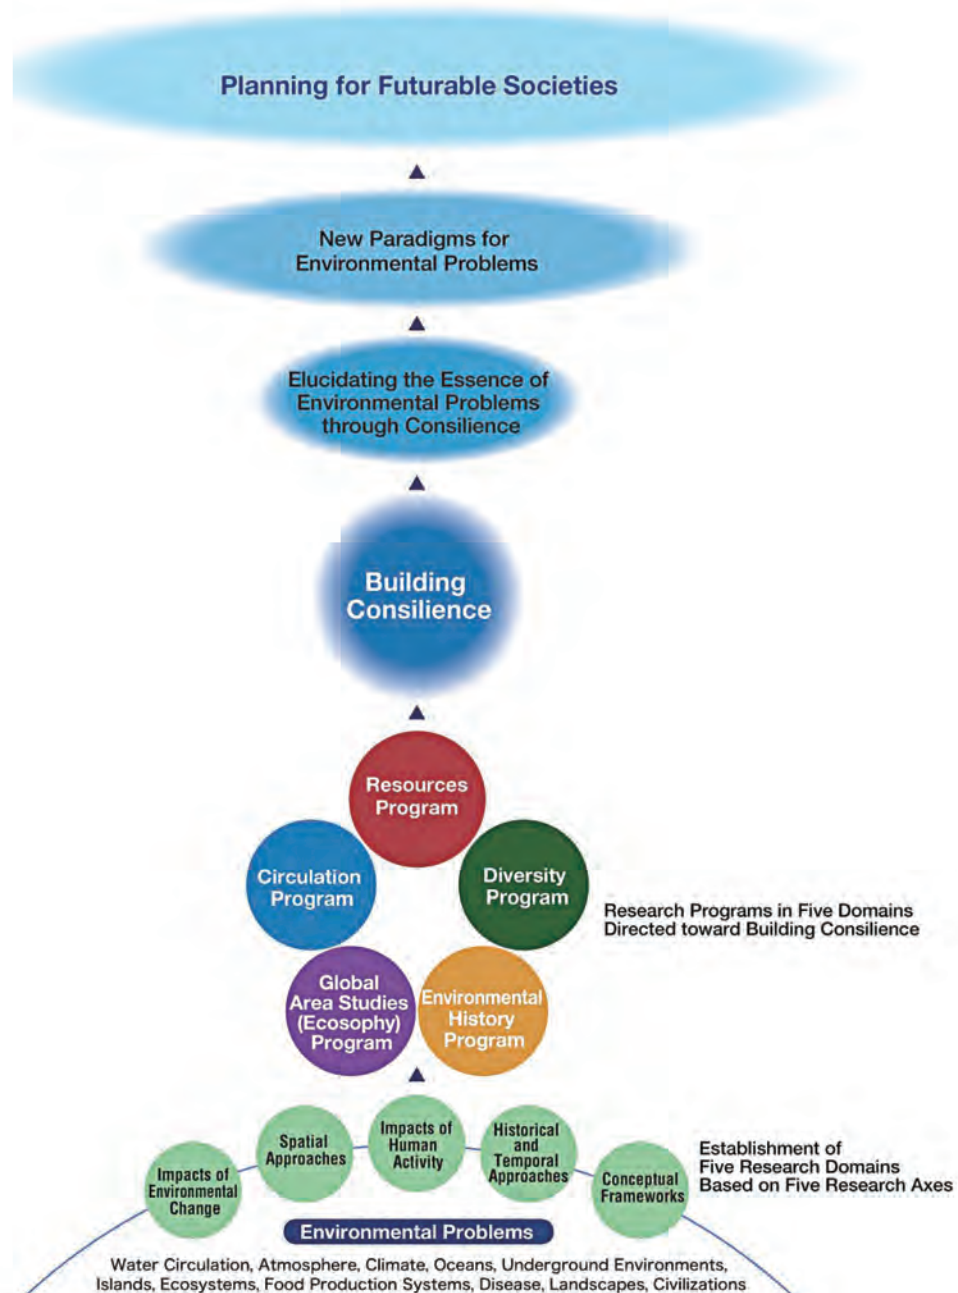 Planning for Futurable Societies
New Paradigms for
Environmental Problems
Elucidating the Essence of
Environmental Problems
through Consilience
Building
Consilience
Resources
Program
Circulation
Program
Diversity
Program
Research Programs in Five Domains
Directed toward Building Consilience
Global
Area Studies
(Ecosophy)
Program
Environmental
History
Program
Impacts of
Environmental
Change
Spatial
Approaches
Impacts of
Human
Activity
Historical
and
Temporal
Approaches
Conceptual
Frameworks
Establishment of
Five Research Domains
Based on Five Research Axes
Environmental Problems
Water Circulation, Atmosphere, Climate, Oceans, Underground Environments,
Islands, Ecosystems, Food Production Systems, Disease, Landscapes, Civilizations